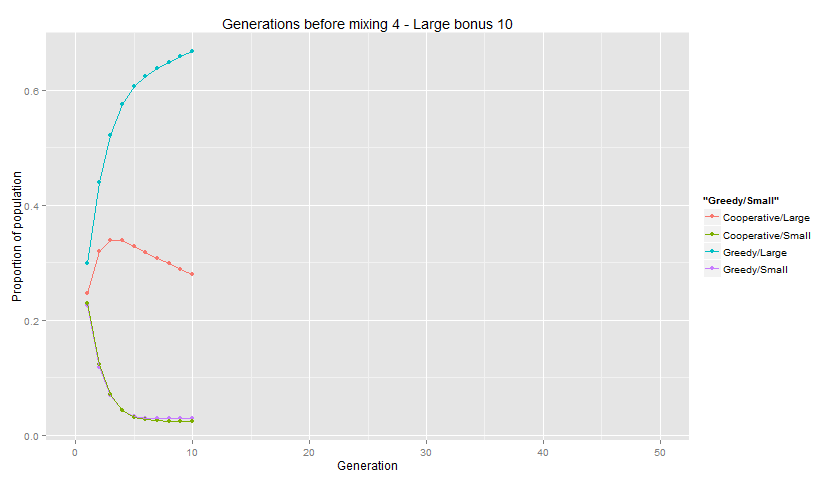 Generations before mixing 4 - Large bonus 10
Proportion of population
0.6
0.4
0.2
0.0
0 10 20 30 40 50
Generation
"Greedy/Small"
Cooperative/Large
Cooperative/Small
Greedy/Large
Greedy/Small